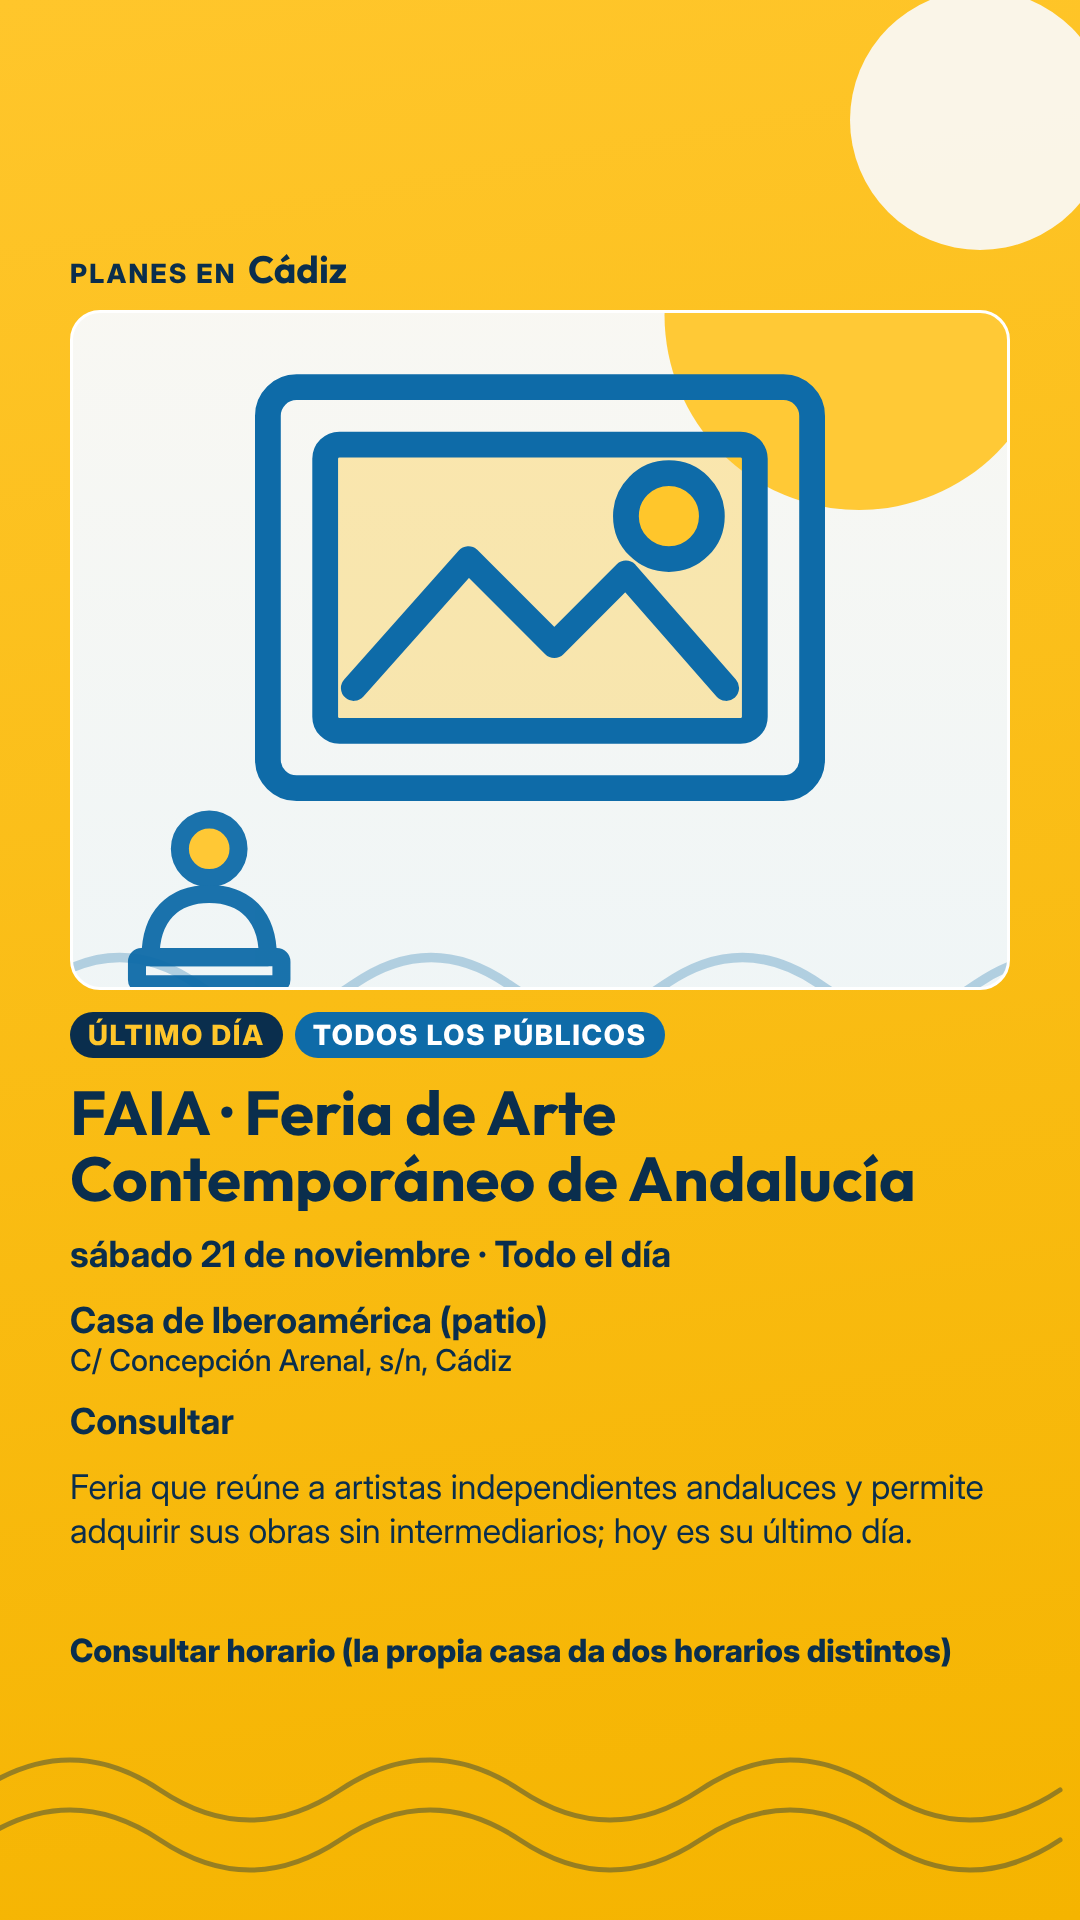 PLANES EN Cádiz
ÚLTIMO DÍA TODOS LOS PÚBLICOS
FAIA · Feria de Arte
Contemporáneo de Andalucía
sábado 21 de noviembre · Todo el día
Casa de Iberoamérica (patio)
C/ Concepción Arenal, s/n, Cádiz
Consultar
Feria que reúne a artistas independientes andaluces y permite
adquirir sus obras sin intermediarios; hoy es su último día.
Consultar horario (la propia casa da dos horarios distintos)